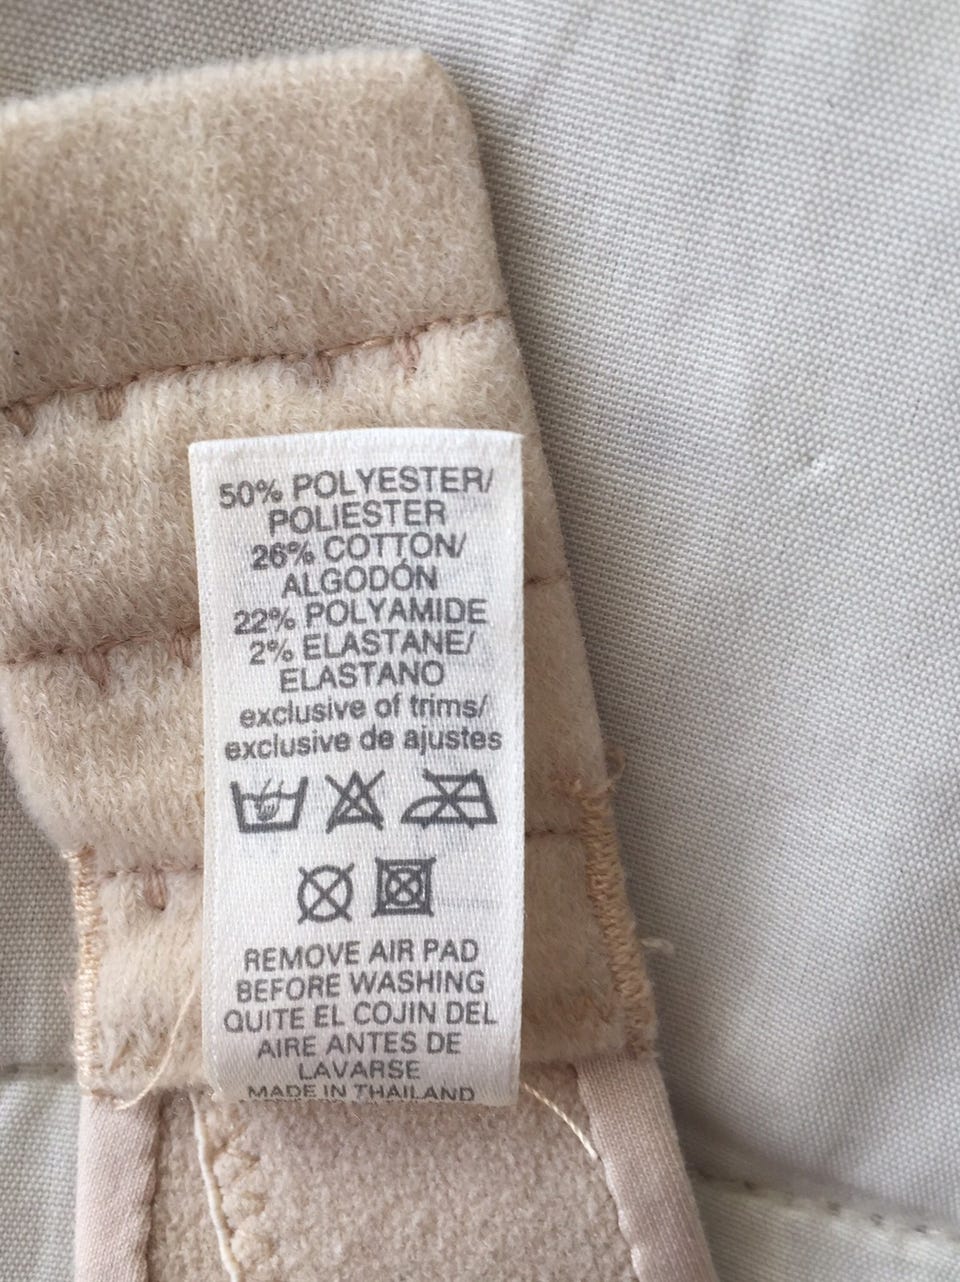 50% POLYESTER/
POLIESTER
26% COTTON/
ALGODÓN
22% POLYAMIDE
2% ELASTANE/
ELASTANO
exclusive of trims/
exclusive de ajustes
REMOVE AIR PAD
BEFORE WASHING
QUITE EL COJIN DEL
AIRE ANTES DE
LAVARSE
MADE IN THAILAND